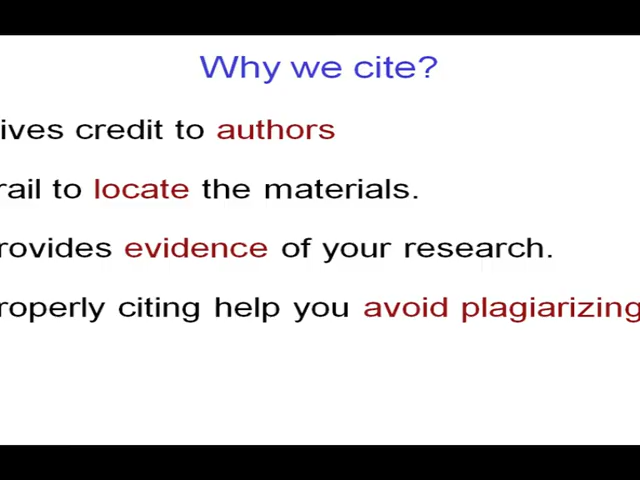 Why we cite?
ives credit to authors
rail to locate the materials.
rovides evidence of your research.
roperly citing help you avoid plagiarizing